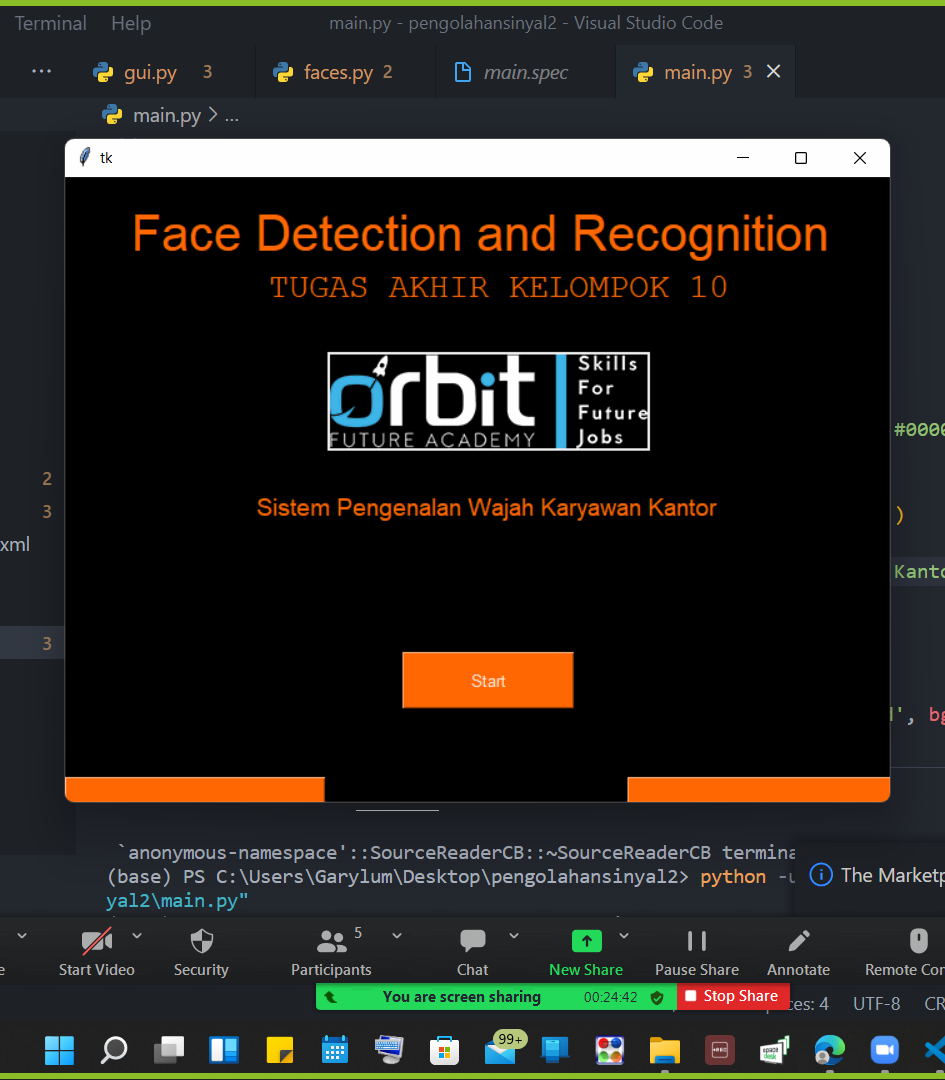 Terminal Help main.py - pengolahansinyal2 - Visual Studio Code
... gui.py 3 faces.py 2 main.spec main.py 3
main.py > ...
tk
Face Detection and Recognition
TUGAS AKHIR KELOMPOK 10
orbit
FUTURE ACADEMY
Skills
For
Future
Jobs
#0000
2
Sistem Pengenalan Wajah Karyawan Kantor
3
)
xml
Kanto
3
Start
', bg
`anonymous-namespace'::SourceReaderCB::~SourceReaderCB termina
(base) PS C:\Users\Garylum\Desktop\pengolahansinyal2> python -u
yal2\main.py"
The Marketp
Start Video
Security
5
Participants
Chat
New Share
Pause Share
Annotate
Remote Con
You are screen sharing 00:24:42 Stop Share
ces: 4 UTF-8 CR
99+